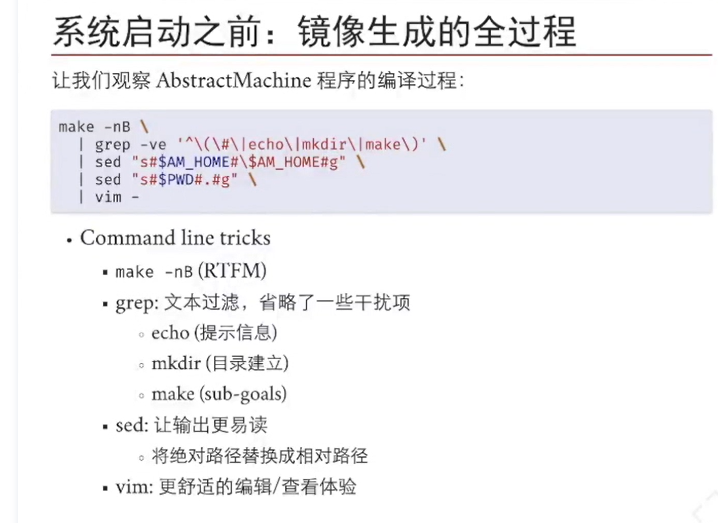 系统启动之前：镜像生成的全过程
让我们观察 AbstractMachine 程序的编译过程：
make -nB \
| grep -ve '^\(\#\|echo\|mkdir\|make\)' \
| sed "s#$AM_HOME#\$AM_HOME#g" \
| sed "s#$PWD#.#g" \
| vim -
• Command line tricks
▪ make -nB (RTFM)
▪ grep: 文本过滤，省略了一些干扰项
◦ echo (提示信息)
◦ mkdir (目录建立)
◦ make (sub-goals)
▪ sed: 让输出更易读
◦ 将绝对路径替换成相对路径
▪ vim: 更舒适的编辑/查看体验